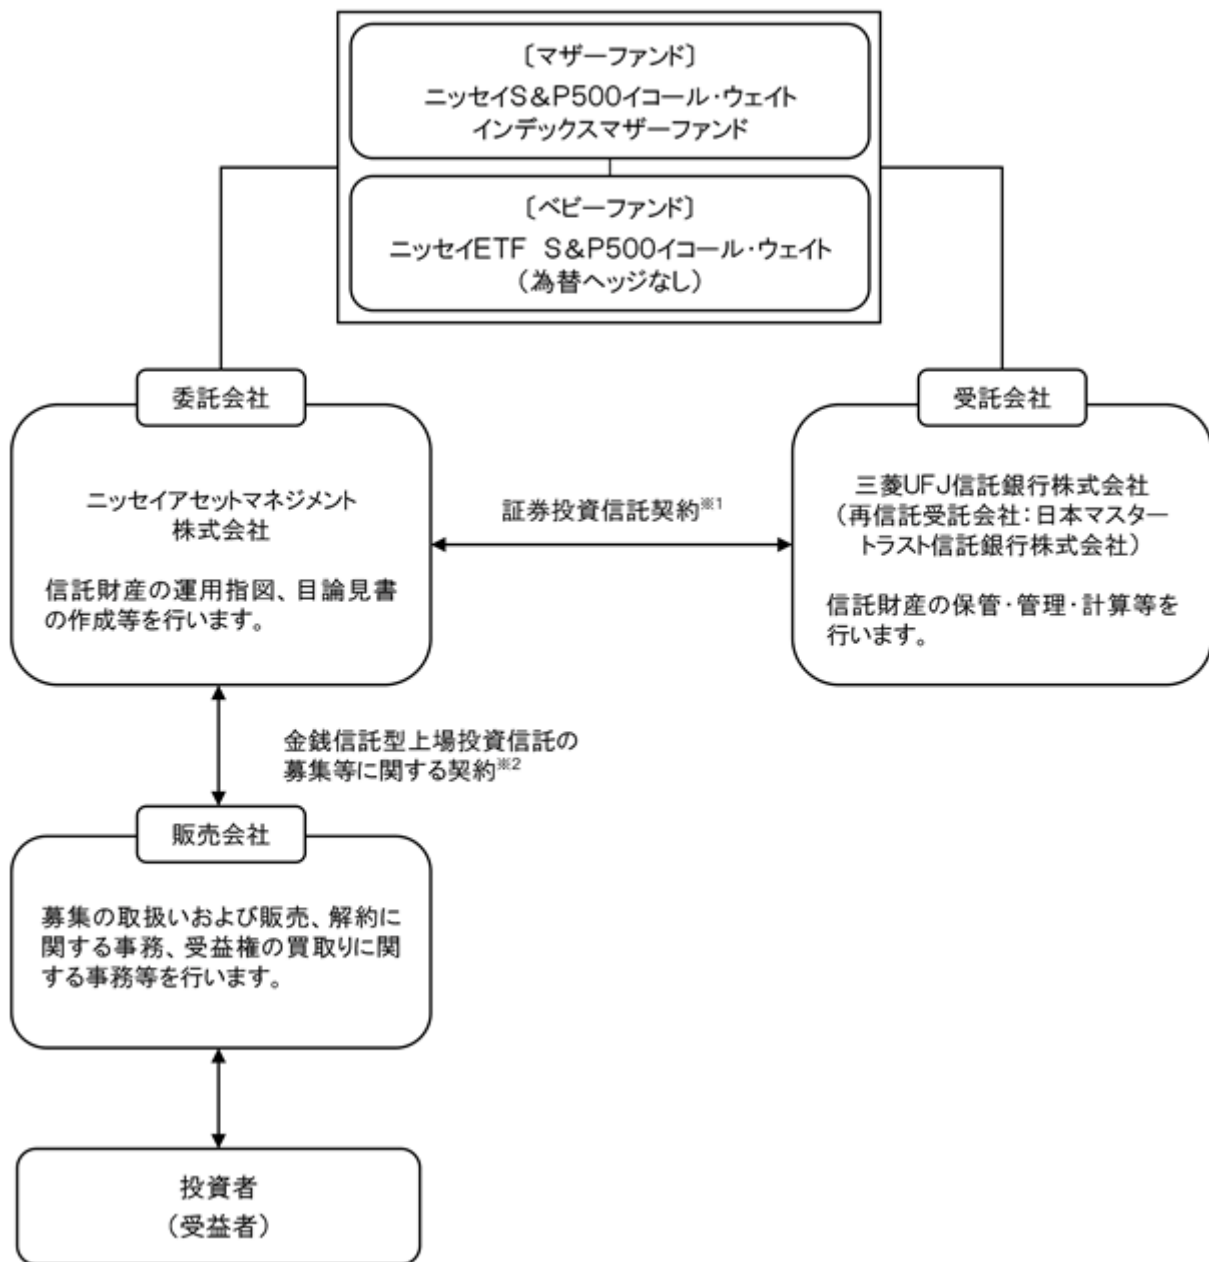 〔マザーファンド〕
ニッセイS&P500イコール・ウェイト
インデックスマザーファンド
〔ベビーファンド〕
ニッセイETF　S&P500イコール・ウェイト
（為替ヘッジなし）
委託会社
ニッセイアセットマネジメント
株式会社
信託財産の運用指図、目論見書
の作成等を行います。
証券投資信託契約※1
受託会社
三菱UFJ信託銀行株式会社
（再信託受託会社：日本マスター
トラスト信託銀行株式会社）
信託財産の保管・管理・計算等を
行います。
金銭信託型上場投資信託の
募集等に関する契約※2
販売会社
募集の取扱いおよび販売、解約に
関する事務、受益権の買取りに関
する事務等を行います。
投資者
（受益者）